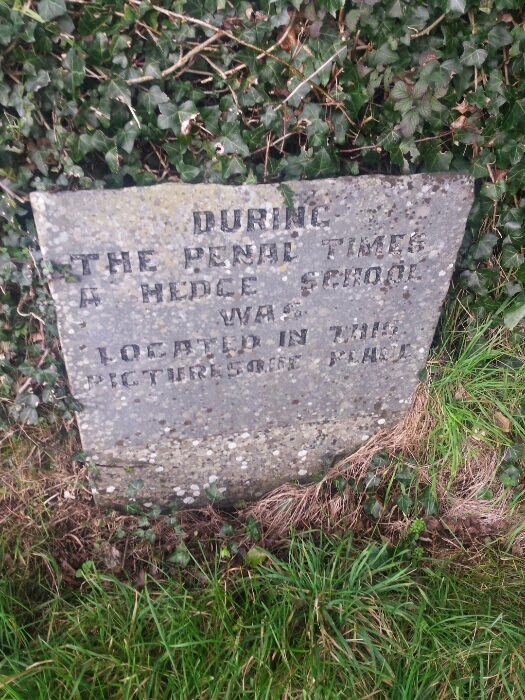 DURING
THE PENAL TIMES
A HEDGE SCHOOL
WAS
LOCATED IN THIS
PICTURESQUE PLACE